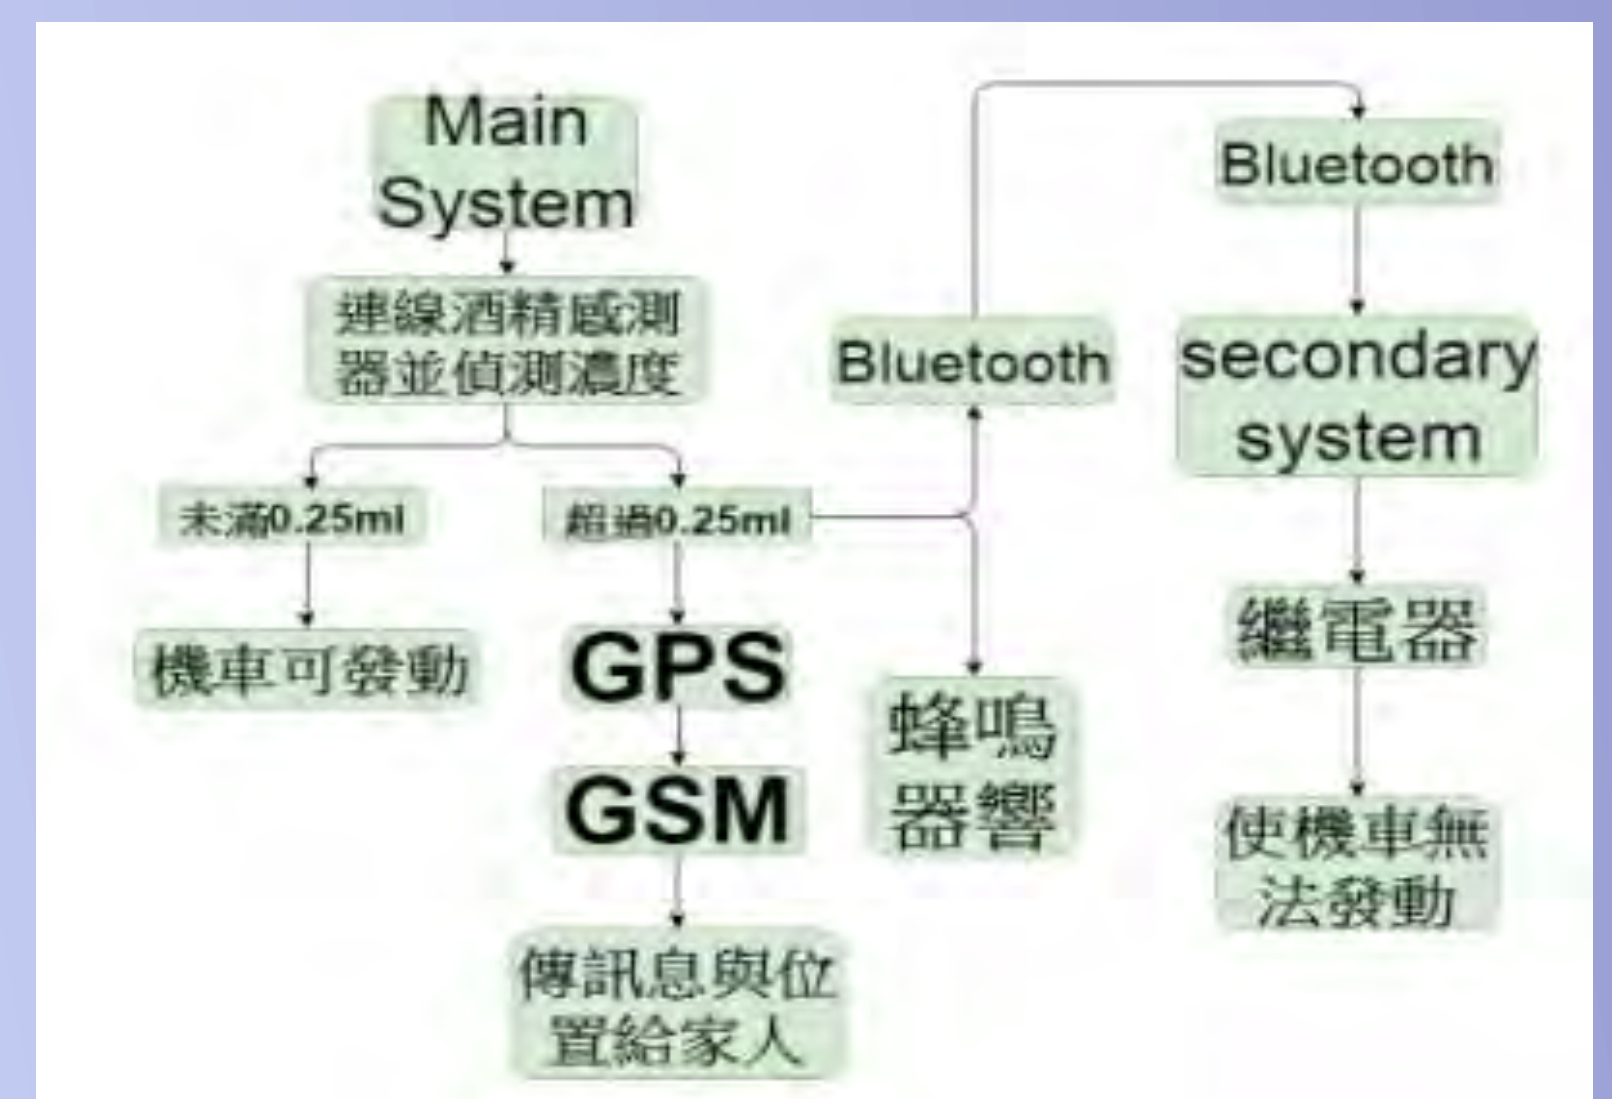 Main
System
連線酒精感測
器並偵測濃度
未滿0.25ml
機車可發動
超過0.25ml
GPS
GSM
傳訊息與位
置給家人
Bluetooth
蜂鳴
器響
Bluetooth
secondary
system
繼電器
使機車無
法發動